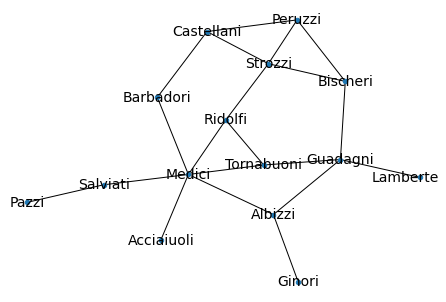 Peruzzi
Castellani
Strozzi
Bischeri
Barbadori
Ridolfi
Guadagni
Tornabuoni
Medici
Lamberte
Salviati
Pazzi
Albizzi
Acciaiuoli
Ginori